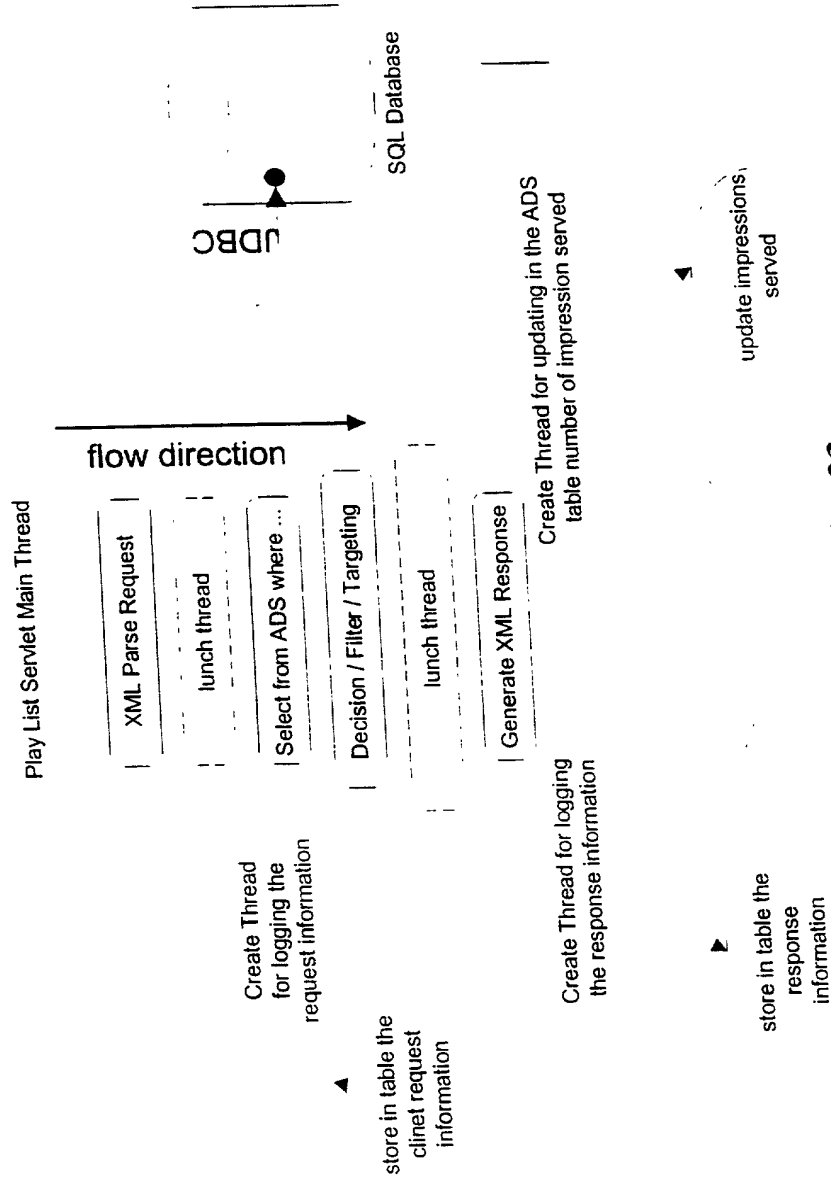 Play List Servlet Main Thread
XML Parse Request
flow direction
lunch thread
JDBC
SQL Database
Create Thread
for logging the
request information
Select from ADS where ...
store in table the
clinet request
information
Decision / Filter / Targeting
lunch thread
Generate XML Response
Create Thread for logging
the response information
Create Thread for updating in the ADS
table number of impression served
store in table the
response
information
update impressions
served